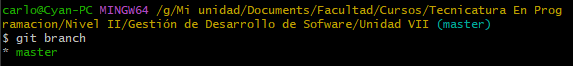 carlo@Cyan-PC MINGW64 /g/Mi unidad/Documents/Facultad/Cursos/Tecnicatura En Prog
ramacion/Nivel II/Gestión de Desarrollo de Sofware/Unidad VII (master)
$ git branch
* master